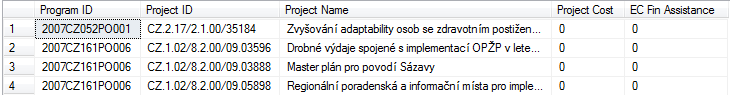 Program ID Project ID Project Name Project Cost EC Fin Assistance
1 2007CZ052PO001 CZ.2.17/2.1.00/35184 Zvyšování adaptability osob se zdravotním postižen... 0 0
2 2007CZ161PO006 CZ.1.02/8.2.00/09.03596 Drobné výdaje spojené s implementací OPŽP v lete... 0 0
3 2007CZ161PO006 CZ.1.02/8.2.00/09.03888 Master plán pro povodí Sázavy 0 0
4 2007CZ161PO006 CZ.1.02/8.2.00/09.05898 Regionální poradenská a informační místa pro imple... 0 0